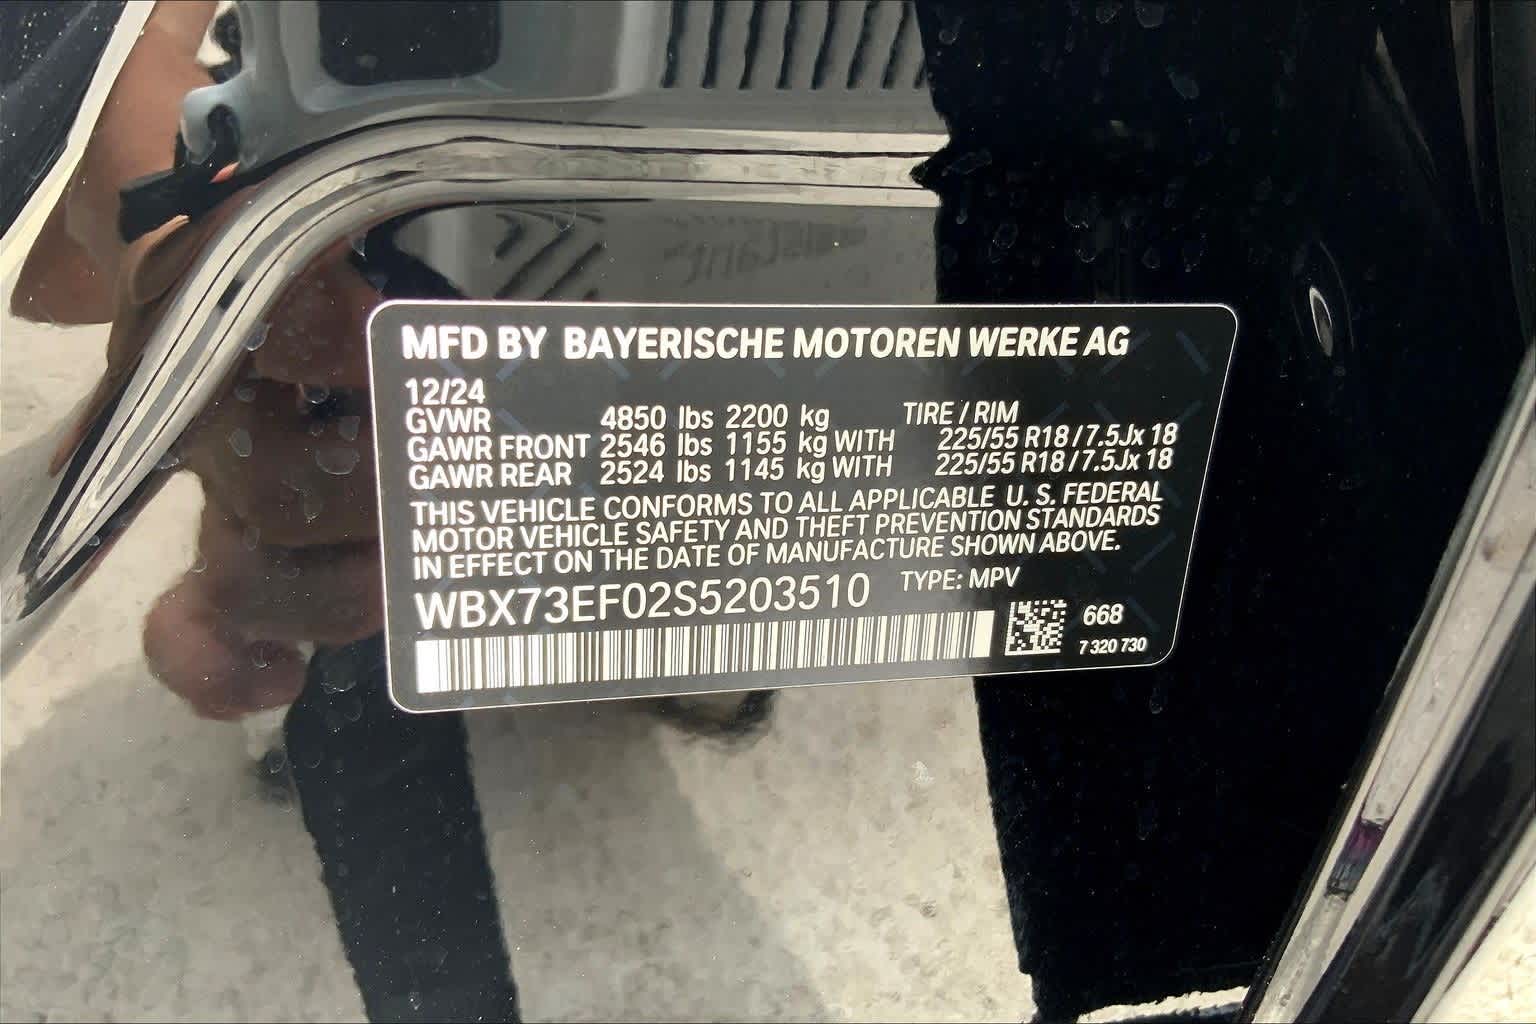 MFD BY BAYERISCHE MOTOREN WERKE AG
12/24
GVWR 4850 lbs 2200 kg TIRE / RIM
GAWR FRONT 2546 lbs 1155 kg WITH 225/55 R18 / 7.5Jx 18
GAWR REAR 2524 lbs 1145 kg WITH 225/55 R18 / 7.5Jx 18
THIS VEHICLE CONFORMS TO ALL APPLICABLE U. S. FEDERAL
MOTOR VEHICLE SAFETY AND THEFT PREVENTION STANDARDS
IN EFFECT ON THE DATE OF MANUFACTURE SHOWN ABOVE.
WBX73EF02S5203510 TYPE: MPV
668
7 320 730